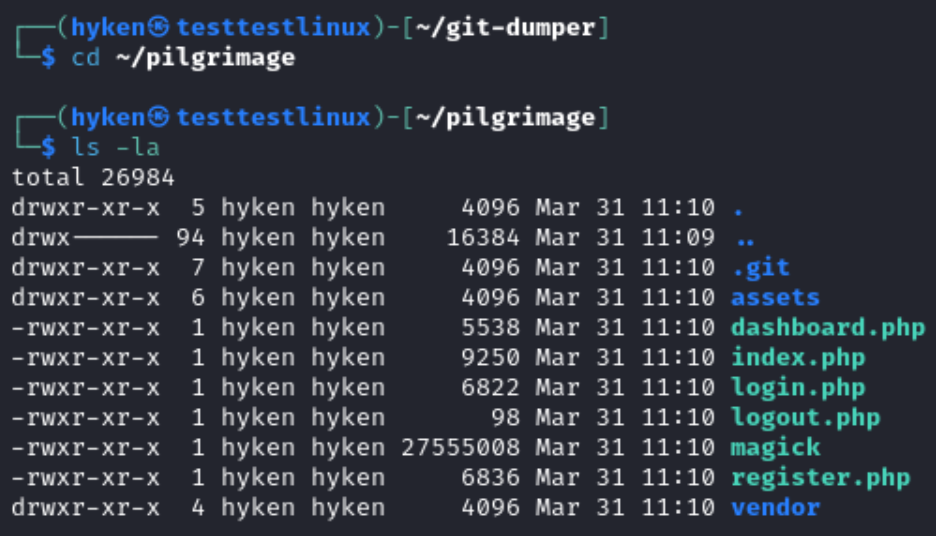 ┌──(hyken㉿testtestlinux)-[~/git-dumper]
└─$ cd ~/pilgrimage
┌──(hyken㉿testtestlinux)-[~/pilgrimage]
└─$ ls -la
total 26984
drwxr-xr-x  5 hyken hyken     4096 Mar 31 11:10 .
drwx------ 94 hyken hyken    16384 Mar 31 11:09 ..
drwxr-xr-x  7 hyken hyken     4096 Mar 31 11:10 .git
drwxr-xr-x  6 hyken hyken     4096 Mar 31 11:10 assets
-rwxr-xr-x  1 hyken hyken     5538 Mar 31 11:10 dashboard.php
-rwxr-xr-x  1 hyken hyken     9250 Mar 31 11:10 index.php
-rwxr-xr-x  1 hyken hyken     6822 Mar 31 11:10 login.php
-rwxr-xr-x  1 hyken hyken       98 Mar 31 11:10 logout.php
-rwxr-xr-x  1 hyken hyken 27555008 Mar 31 11:10 magick
-rwxr-xr-x  1 hyken hyken     6836 Mar 31 11:10 register.php
drwxr-xr-x  4 hyken hyken     4096 Mar 31 11:10 vendor